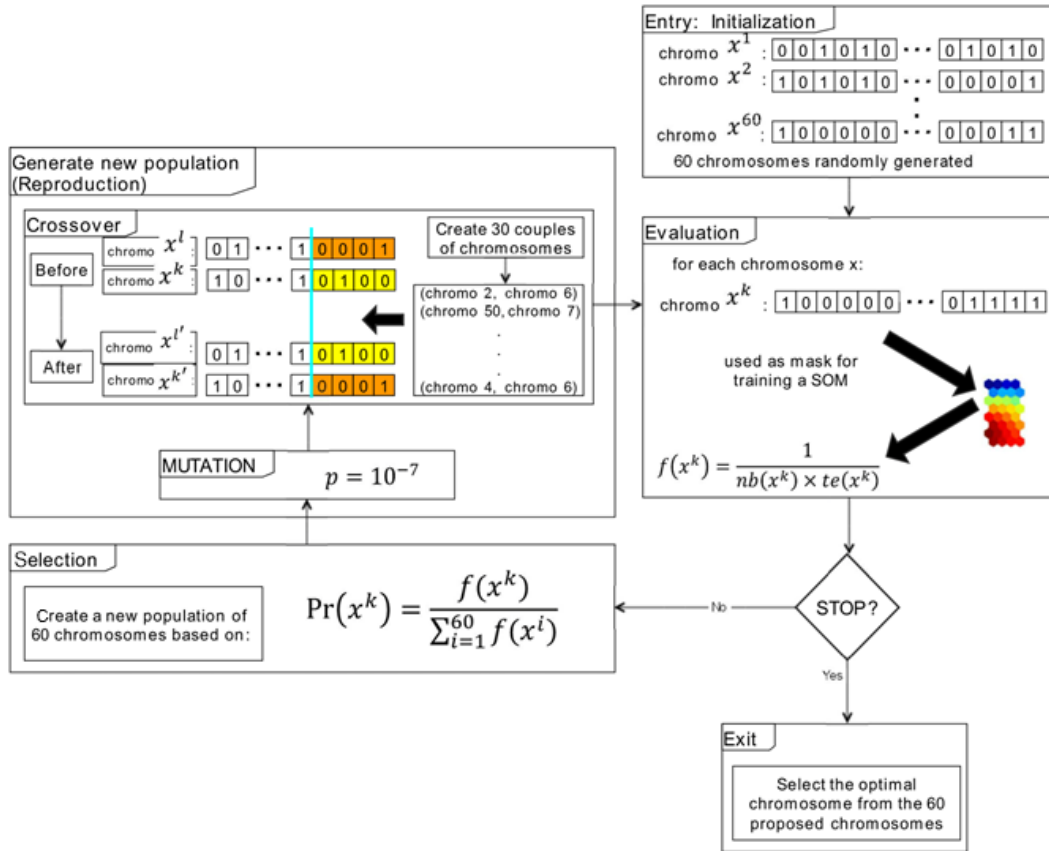 Entry: Initialization
chromo x^1 : 0 0 1 0 1 0 ··· 0 1 0 1 0
chromo x^2 : 1 0 1 0 1 0 ··· 0 0 0 0 1
chromo x^60 : 1 0 0 0 0 0 ··· 0 0 0 1 1
60 chromosomes randomly generated
Generate new population
(Reproduction)
Crossover
Before
After
chromo x^l : 0 1 ··· 1 0 0 0 1
chromo x^k : 1 0 ··· 1 0 1 0 0
chromo x^l' : 0 1 ··· 1 0 1 0 0
chromo x^k' : 1 0 ··· 1 0 0 0 1
Create 30 couples
of chromosomes
(chromo 2, chromo 6)
(chromo 50, chromo 7)
.
.
.
(chromo 4, chromo 6)
MUTATION
p = 10^−7
Evaluation
for each chromosome x:
chromo x^k : 1 0 0 0 0 0 ··· 0 1 1 1 1
used as mask for
training a SOM
f(x^k) = 1 / (nb(x^k) × te(x^k))
Selection
Create a new population of
60 chromosomes based on:
Pr(x^k) = f(x^k) / ∑_{i=1}^{60} f(x^i)
No
STOP?
Yes
Exit
Select the optimal
chromosome from the 60
proposed chromosomes